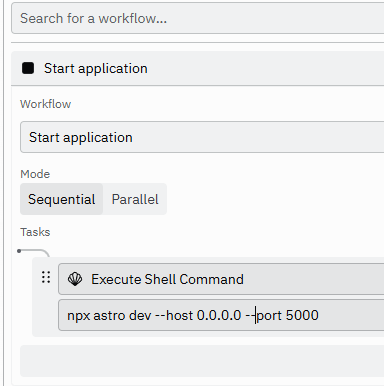 Search for a workflow...
Start application
Workflow
Start application
Mode
Sequential Parallel
Tasks
Execute Shell Command
npx astro dev --host 0.0.0.0 --port 5000